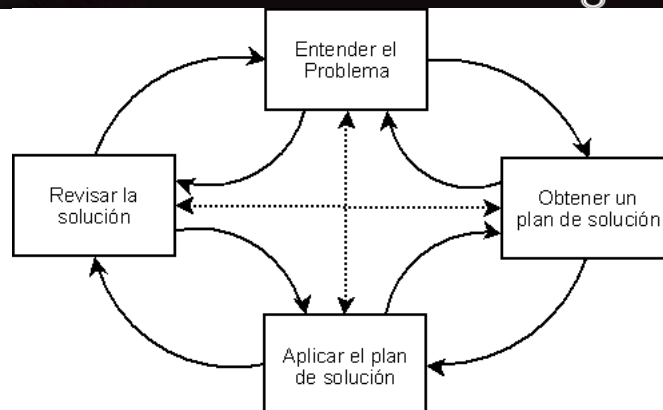 Entender el
Problema
Revisar la
solución
Obtener un
plan de solución
Aplicar el plan
de solución